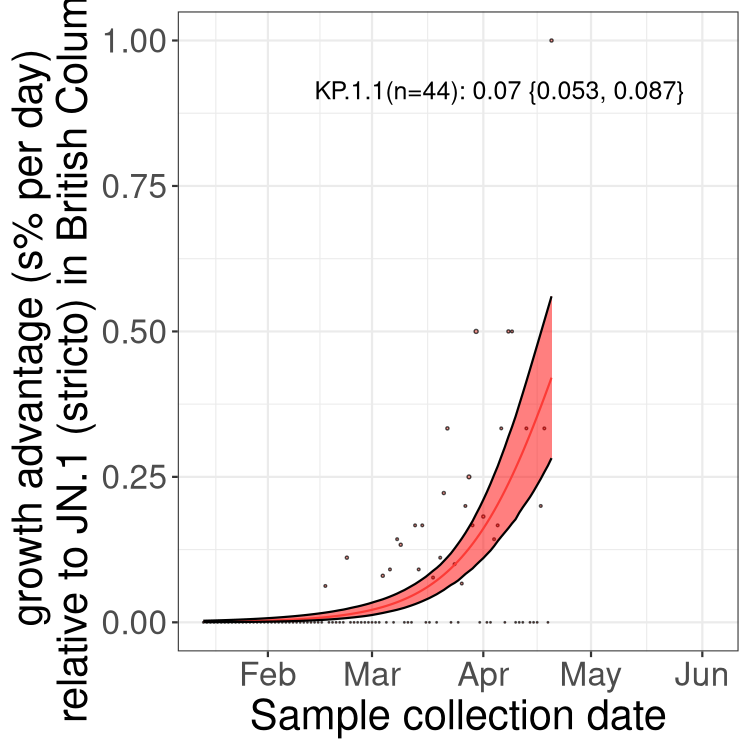 growth advantage (s% per day)
relative to JN.1 (stricto) in British Colum
1.00
0.75
0.50
0.25
0.00
KP.1.1(n=44): 0.07 {0.053, 0.087}
Feb Mar Apr May Jun
Sample collection date